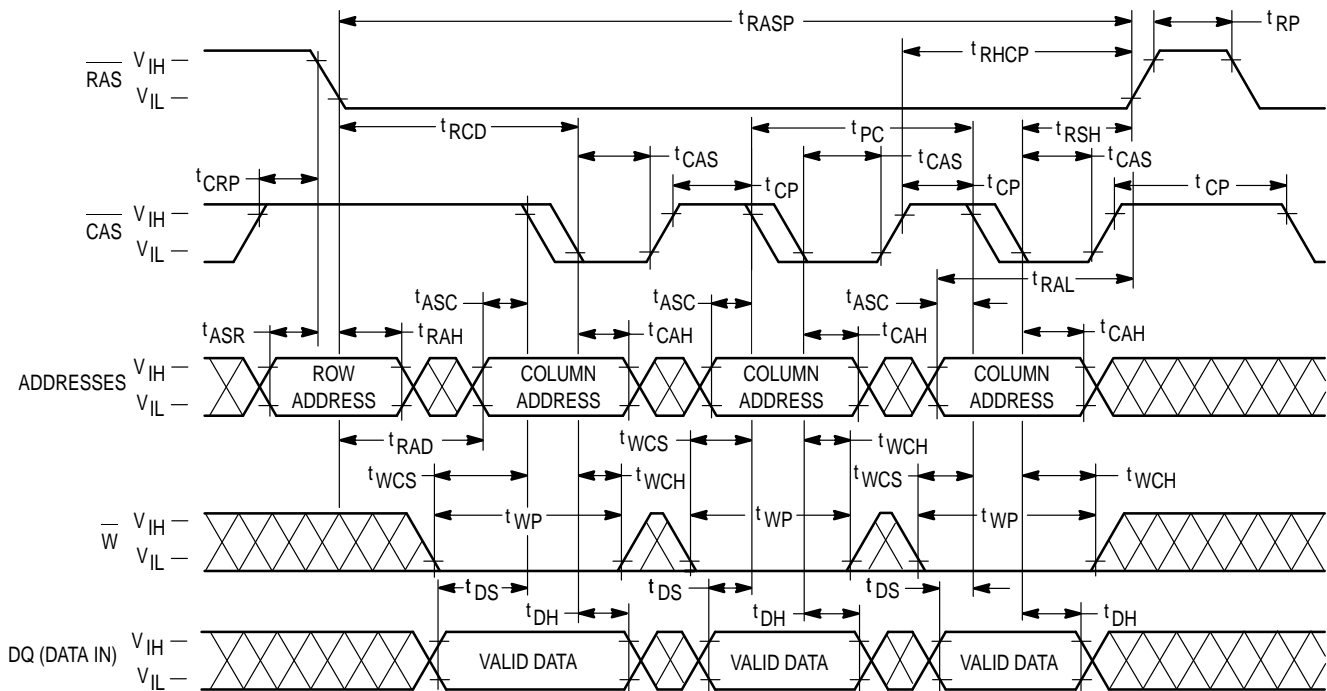 tRASP tRP
tRHCP
RAS VIH
VIL
tRCD tPC tRSH
tCAS tCAS tCAS
tCRP tCP tCP tCP
CAS VIH
VIL
tRAL
tASC tASC tASC
tASR tRAH tCAH tCAH tCAH
ADDRESSES VIH
VIL
ROW ADDRESS
COLUMN ADDRESS
COLUMN ADDRESS
COLUMN ADDRESS
tRAD tWCS tWCH
tWCS tWCH tWCS tWCH
W VIH
VIL
tWP tWP tWP
tDS tDS tDS
tDH tDH tDH
DQ (DATA IN) VIH
VIL
VALID DATA VALID DATA VALID DATA